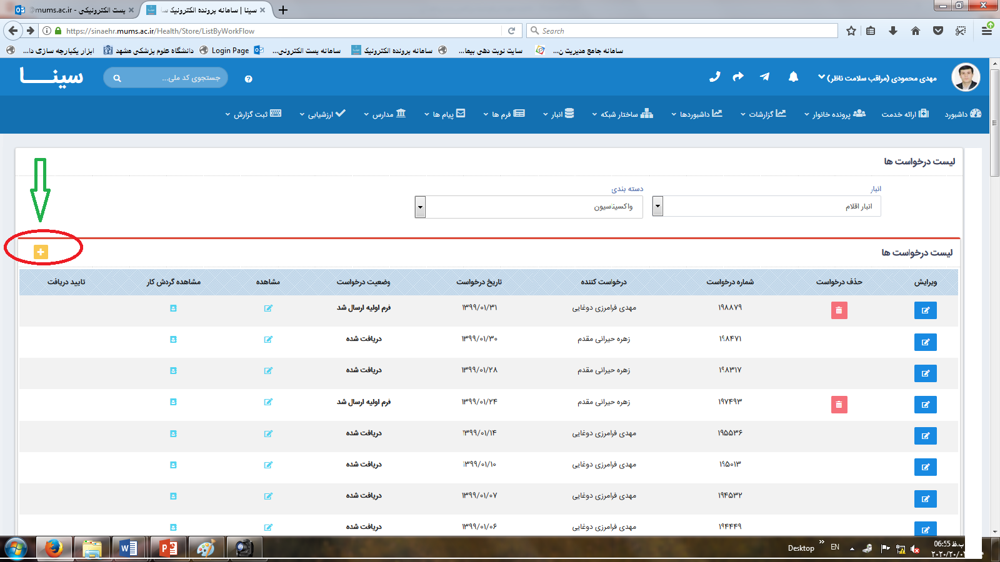 @mums.ac.ir - پست الکترونیکی
سینا | سامانه پرونده الکترونیک سا
https://sinaehr.mums.ac.ir/Health/Store/ListByWorkFlow
Search
ابزار یکپارچه سازی دا...
دانشگاه علوم پزشکی مشهد
Login Page
سامانه پست الکترونی...
سامانه پرونده الکترونیک
سایت نوبت دهی بیما...
سامانه جامع مدیریت ن...
مهدی محمودی (مراقب سلامت ناظر)
جستجوی کد ملی...
سینا
داشبورد ارائه خدمت پرونده خانوار گزارشات داشبوردها ساختار شبکه انبار فرم ها پیام ها مدارس ارزشیابی ثبت گزارش
لیست درخواست ها
انبار دسته بندی
انبار اقلام واکسیناسیون
لیست درخواست ها
ویرایش حذف درخواست شماره درخواست درخواست کننده تاریخ درخواست وضعیت درخواست مشاهده مشاهده گردش کار تایید دریافت
۱۹۸۸۷۹ مهدی فرامرزی دوغایی ۱۳۹۹/۰۱/۳۱ فرم اولیه ارسال شد
۱۹۸۴۷۱ زهره حیرانی مقدم ۱۳۹۹/۰۱/۳۰ دریافت شده
۱۹۸۳۱۷ زهره حیرانی مقدم ۱۳۹۹/۰۱/۲۸ دریافت شده
۱۹۷۴۹۳ زهره حیرانی مقدم ۱۳۹۹/۰۱/۲۴ فرم اولیه ارسال شد
۱۹۵۵۳۶ مهدی فرامرزی دوغایی ۱۳۹۹/۰۱/۱۴ دریافت شده
۱۹۵۰۱۳ مهدی فرامرزی دوغایی ۱۳۹۹/۰۱/۱۰ دریافت شده
۱۹۴۵۳۲ مهدی فرامرزی دوغایی ۱۳۹۹/۰۱/۰۷ دریافت شده
۱۹۴۴۴۹ مهدی فرامرزی دوغایی ۱۳۹۹/۰۱/۰۶ دریافت شده
Desktop
EN
06:55 ب.ظ